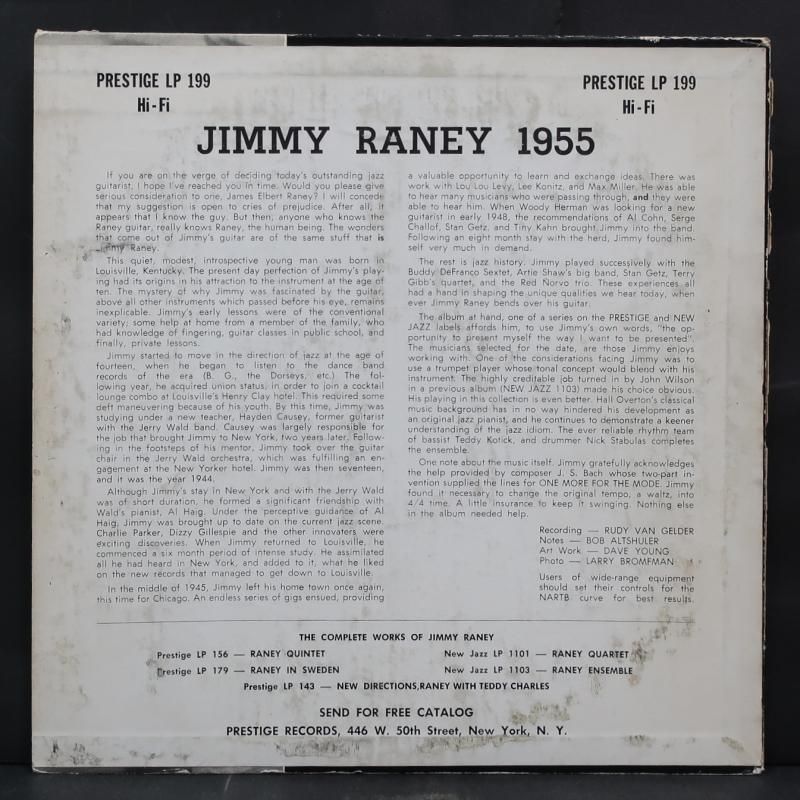 PRESTIGE LP 199
Hi-Fi
PRESTIGE LP 199
Hi-Fi
JIMMY RANEY 1955
If you are on the verge of deciding today's outstanding jazz
guitarist, I hope I've reached you in time. Would you please give
serious consideration to one, James Elbert Raney? I will concede
that my suggestion is open to cries of prejudice. After all, it
appears that I know the guy. But then, anyone who knows the
Raney guitar, really knows Raney, the human being. The wonders
that come out of Jimmy's guitar are of the same stuff that is
Jimmy Raney.
This quiet, modest, introspective young man was born in
Louisville, Kentucky. The present day perfection of Jimmy's play-
ing had its origins in his attraction to the instrument at the age of
ten. The mystery of why Jimmy was fascinated by the guitar,
above all other instruments which passed before his eye, remains
inexplicable. Jimmy's early lessons were of the conventional
variety; some help at home from a member of the family, who
had knowledge of fingering, guitar classes in public school, and
finally, private lessons.
Jimmy started to move in the direction of jazz at the age of
fourteen, when he began to listen to the dance band
records of the era (B. G., the Dorseys, etc.) The fol-
lowing year, he acquired union status, in order to join a cocktail
lounge combo at Louisville's Henry Clay hotel. This required some
deft maneuvering because of his youth. By this time, Jimmy was
studying under a new teacher, Hayden Causey, former guitarist
with the Jerry Wald band. Causey was largely responsible for
the job that brought Jimmy to New York, two years later. Follow-
ing in the footsteps of his mentor, Jimmy took over the guitar
chair in the Jerry Wald orchestra, which was fulfilling an en-
gagement at the New Yorker hotel. Jimmy was then seventeen,
and it was the year 1944.
Although Jimmy's stay in New York and with the Jerry Wald
was of short duration, he formed a significant friendship with
Wald's pianist, Al Haig. Under the perceptive guidance of Al
Haig, Jimmy was brought up to date on the current jazz scene.
Charlie Parker, Dizzy Gillespie and the other innovaters were
exciting discoveries. When Jimmy returned to Louisville, he
commenced a six month period of intense study. He assimilated
all he had heard in New York, and added to it, what he liked
on the new records that managed to get down to Louisville.
In the middle of 1945, Jimmy left his home town once again,
this time for Chicago. An endless series of gigs ensued, providing
a valuable opportunity to learn and exchange ideas. There was
work with Lou Lou Levy, Lee Konitz, and Max Miller. He was able
to hear many musicians who were passing through, and they were
able to hear him. When Woody Herman was looking for a new
guitarist in early 1948, the recommendations of Al Cohn, Serge
Challof, Stan Getz, and Tiny Kahn brought Jimmy into the band.
Following an eight month stay with the herd, Jimmy found him-
self very much in demand.
The rest is jazz history. Jimmy played successively with the
Buddy DeFranco Sextet, Artie Shaw's big band, Stan Getz, Terry
Gibb's quartet, and the Red Norvo trio. These experiences all
had a hand in shaping the unique qualities we hear today, when
ever Jimmy Raney bends over his guitar.
The album at hand, one of a series on the PRESTIGE and NEW
JAZZ labels affords him, to use Jimmy's own words, "the op-
portunity to present myself the way I want to be presented".
The musicians selected for the date, are those Jimmy enjoys
working with. One of the considerations facing Jimmy was to
use a trumpet player whose tonal concept would blend with his
instrument. The highly creditable job turned in by John Wilson
in a previous album (NEW JAZZ 1103) made his choice obvious.
His playing in this collection is even better. Hall Overton's classical
music background has in no way hindered his development as
an original jazz pianist, and he continues to demonstrate a keener
understanding of the jazz idiom. The ever reliable rhythm team
of bassist Teddy Kotick, and drummer Nick Stabulas completes
the ensemble.
One note about the music itself. Jimmy gratefully acknowledges
the help provided by composer J. S. Bach whose two-part in-
vention supplied the lines for ONE MORE FOR THE MODE. Jimmy
found it necessary to change the original tempo, a waltz, into
4/4 time. A little insurance to keep it swinging. Nothing else
in the album needed help.
Recording — RUDY VAN GELDER
Notes — BOB ALTSHULER
Art Work — DAVE YOUNG
Photo — LARRY BROMFMAN
Users of wide-range equipment
should set their controls for the
NARTB curve for best results.
THE COMPLETE WORKS OF JIMMY RANEY
Prestige LP 156 — RANEY QUINTET
New Jazz LP 1101 — RANEY QUARTET
Prestige LP 179 — RANEY IN SWEDEN
New Jazz LP 1103 — RANEY ENSEMBLE
Prestige LP 143 — NEW DIRECTIONS,RANEY WITH TEDDY CHARLES
SEND FOR FREE CATALOG
PRESTIGE RECORDS, 446 W. 50th Street, New York, N. Y.